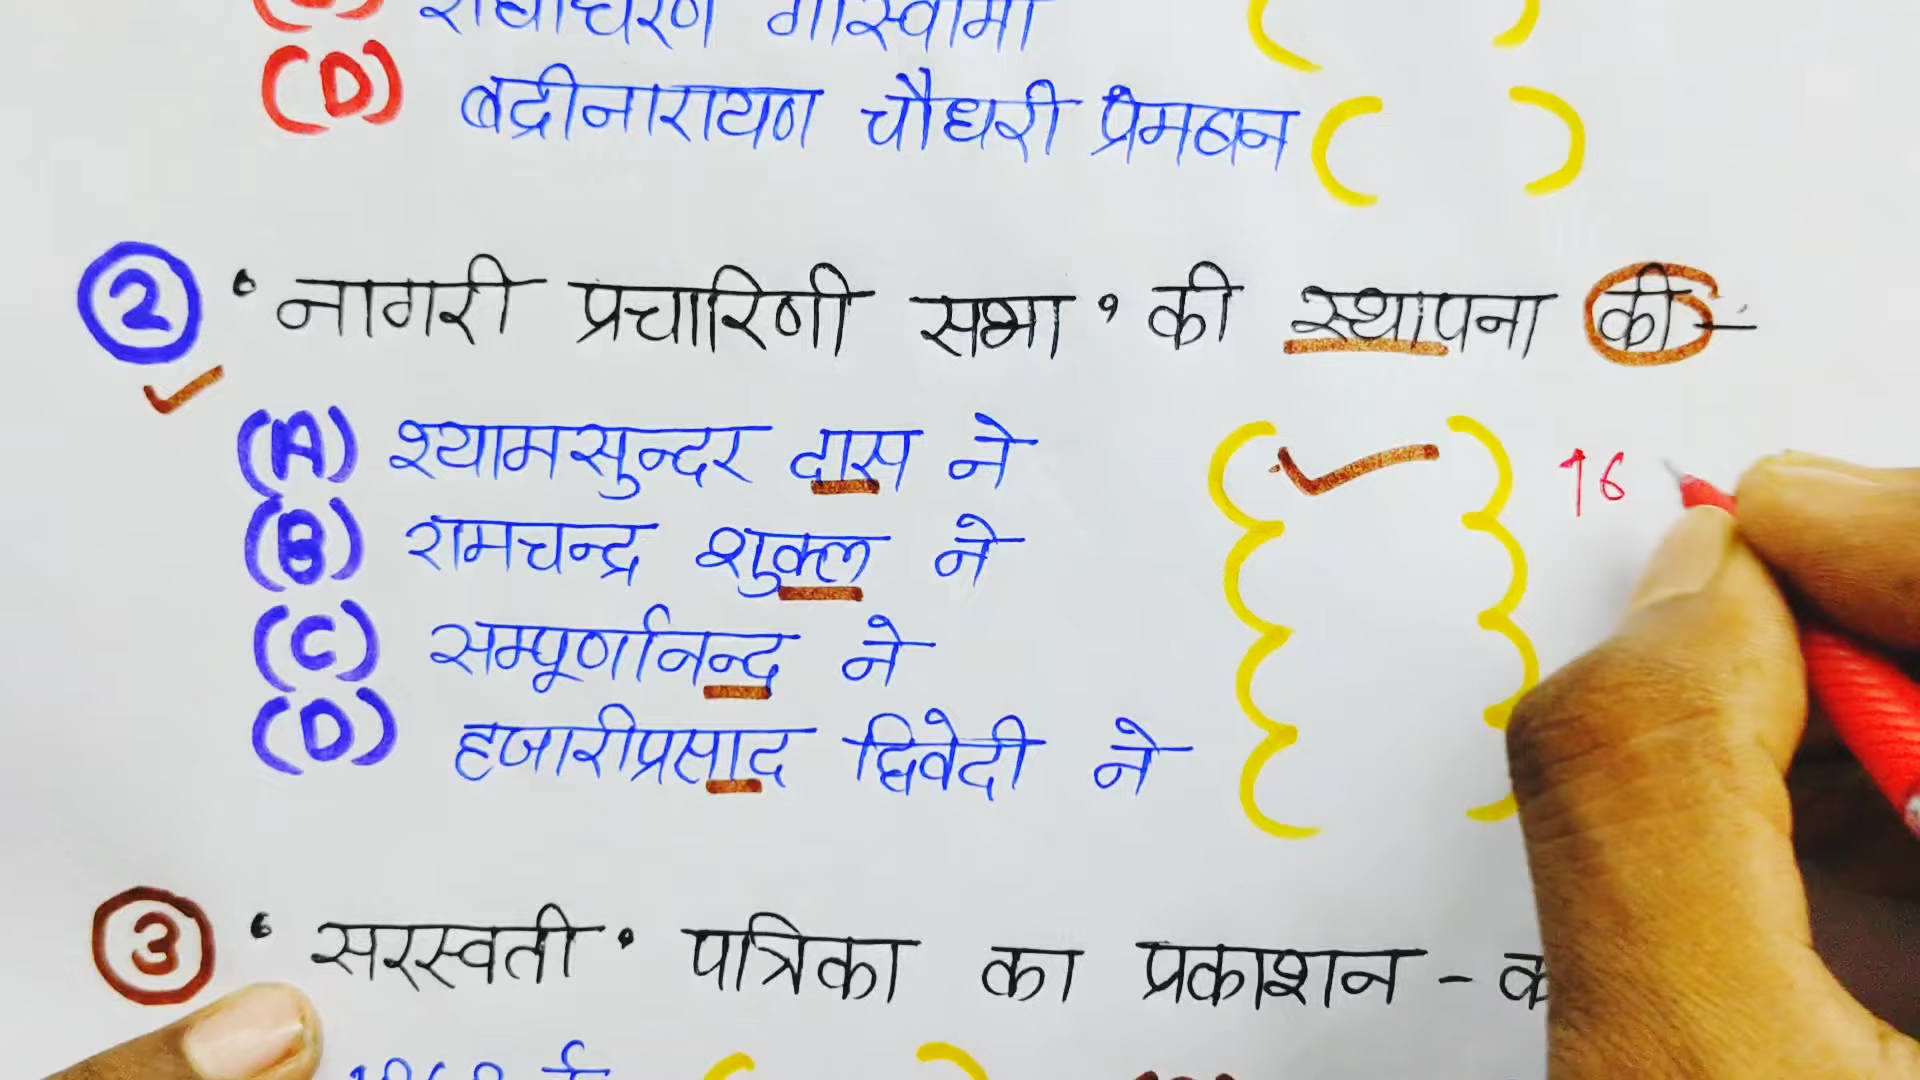 राधाचरण गोस्वामी ( )
(D) बद्रीनारायण चौधरी प्रेमघन ( )
2 'नागरी प्रचारिणी सभा' की स्थापना की -
(A) श्यामसुन्दर दास ने 16
(B) रामचन्द्र शुक्ल ने
(C) सम्पूर्णानन्द ने
(D) हजारीप्रसाद द्विवेदी ने
3 'सरस्वती' पत्रिका का प्रकाशन -